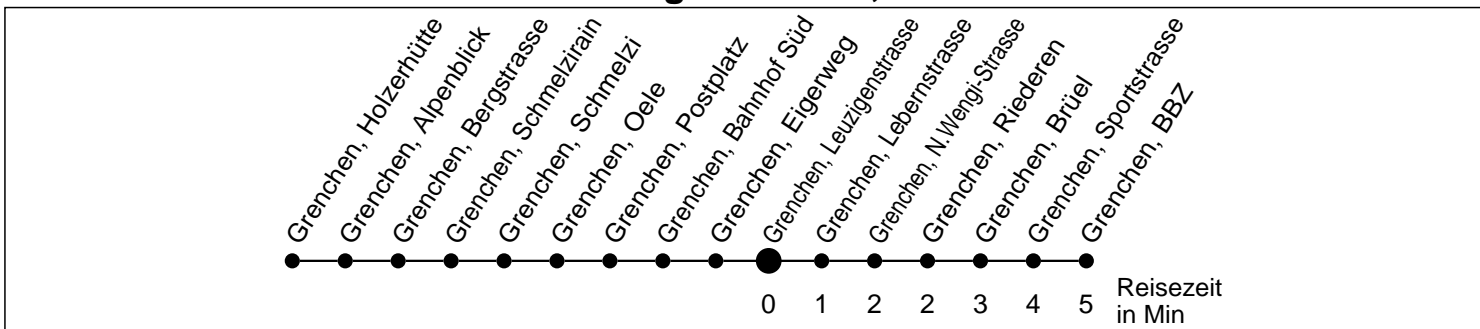 Grenchen, Holzerhütte
Grenchen, Alpenblick
Grenchen, Bergstrasse
Grenchen, Schmelzirain
Grenchen, Schmelzi
Grenchen, Oele
Grenchen, Postplatz
Grenchen, Bahnhof Süd
Grenchen, Eigerweg
Grenchen, Leuzigenstrasse
Grenchen, Lebernstrasse
Grenchen, N.Wengi-Strasse
Grenchen, Riederen
Grenchen, Brüel
Grenchen, Sportstrasse
Grenchen, BBZ
0 1 2 2 3 4 5
Reisezeit
in Min